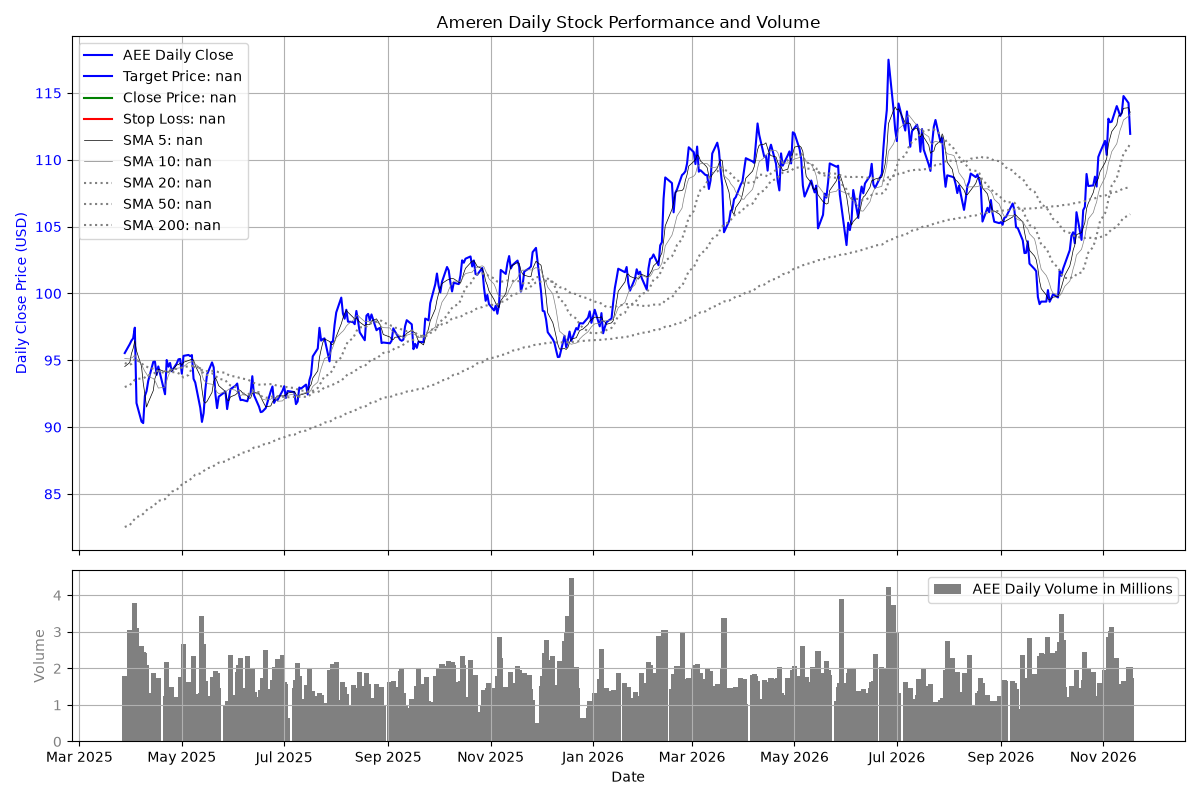 Ameren Daily Stock Performance and Volume
AEE Daily Close
Target Price: nan
Close Price: nan
Stop Loss: nan
SMA 5: nan
SMA 10: nan
SMA 20: nan
SMA 50: nan
SMA 200: nan
Daily Close Price (USD)
115
110
105
100
95
90
85
AEE Daily Volume in Millions
Volume
4
3
2
1
0
Mar 2025 May 2025 Jul 2025 Sep 2025 Nov 2025 Jan 2026 Mar 2026 May 2026 Jul 2026 Sep 2026 Nov 2026
Date